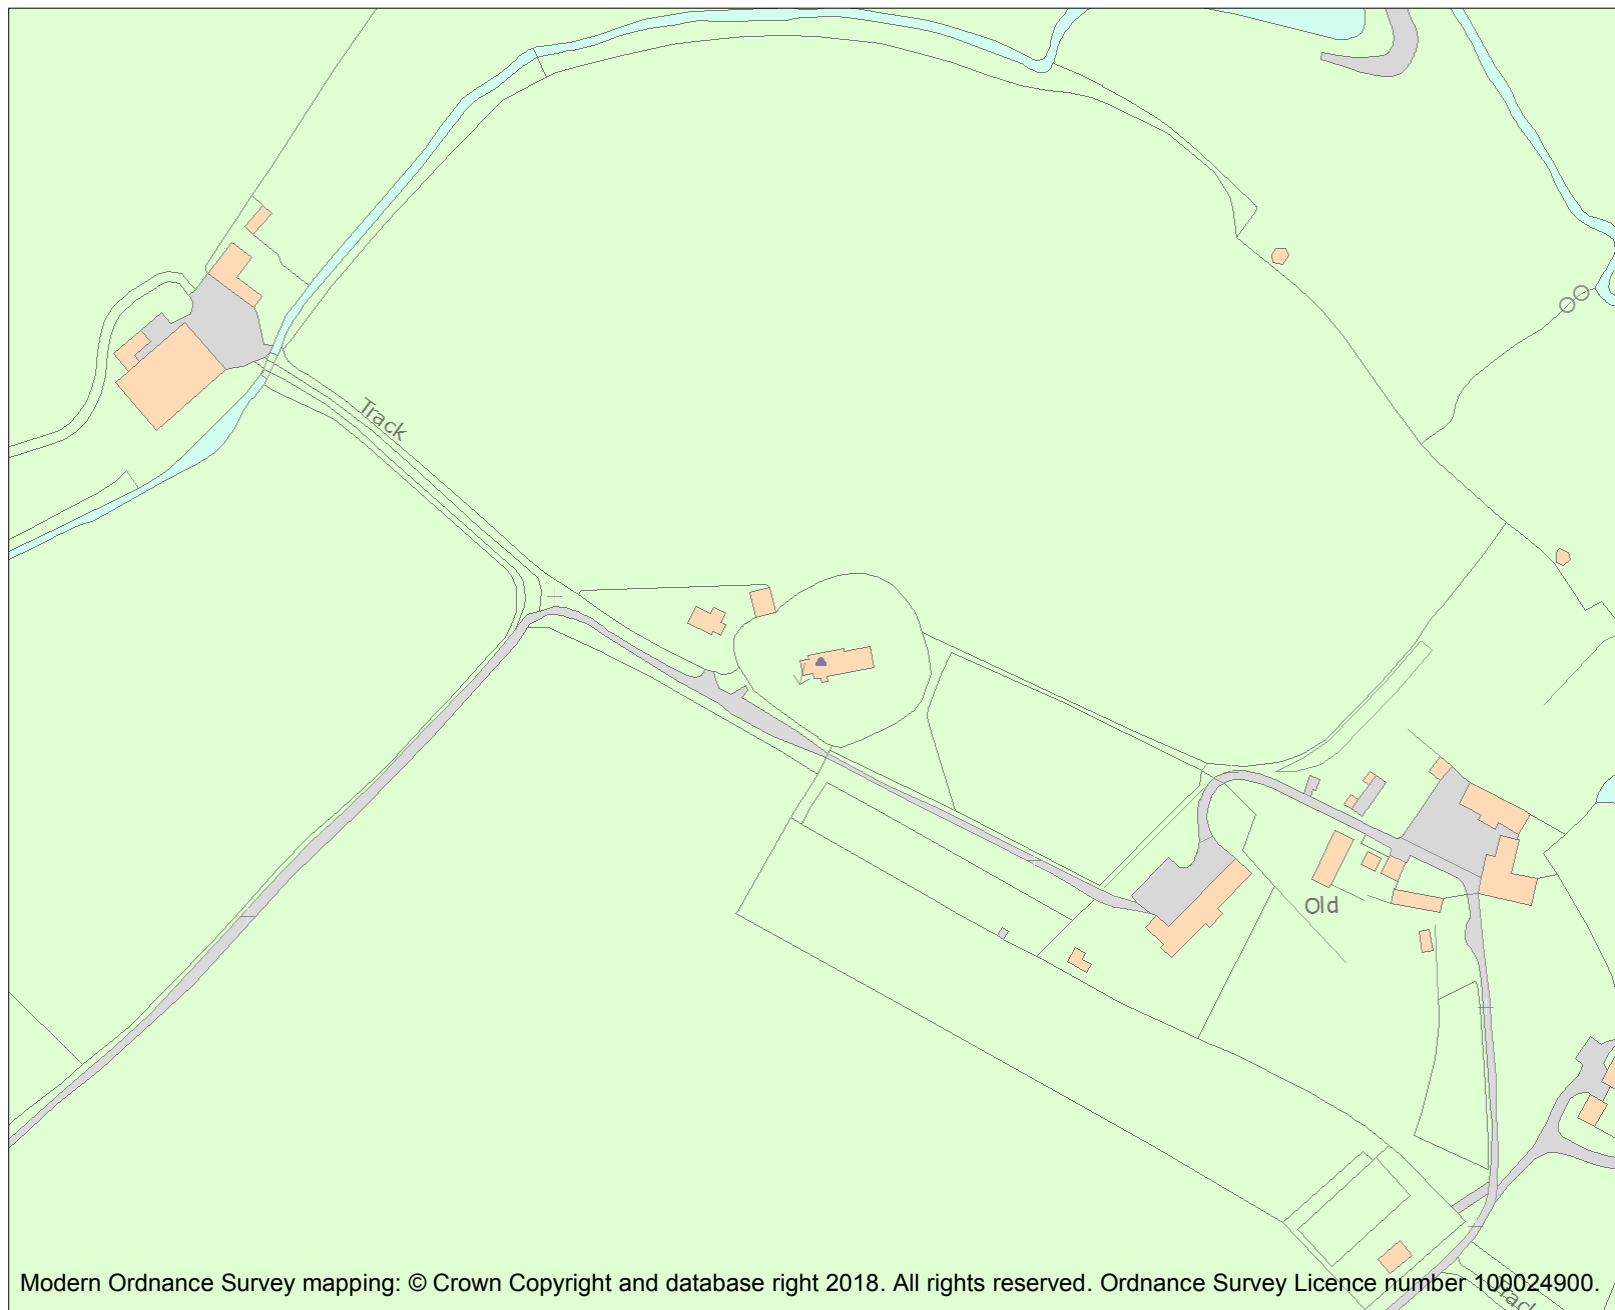 Track
Old
Modern Ordnance Survey mapping: © Crown Copyright and database right 2018. All rights reserved. Ordnance Survey Licence number 100024900.